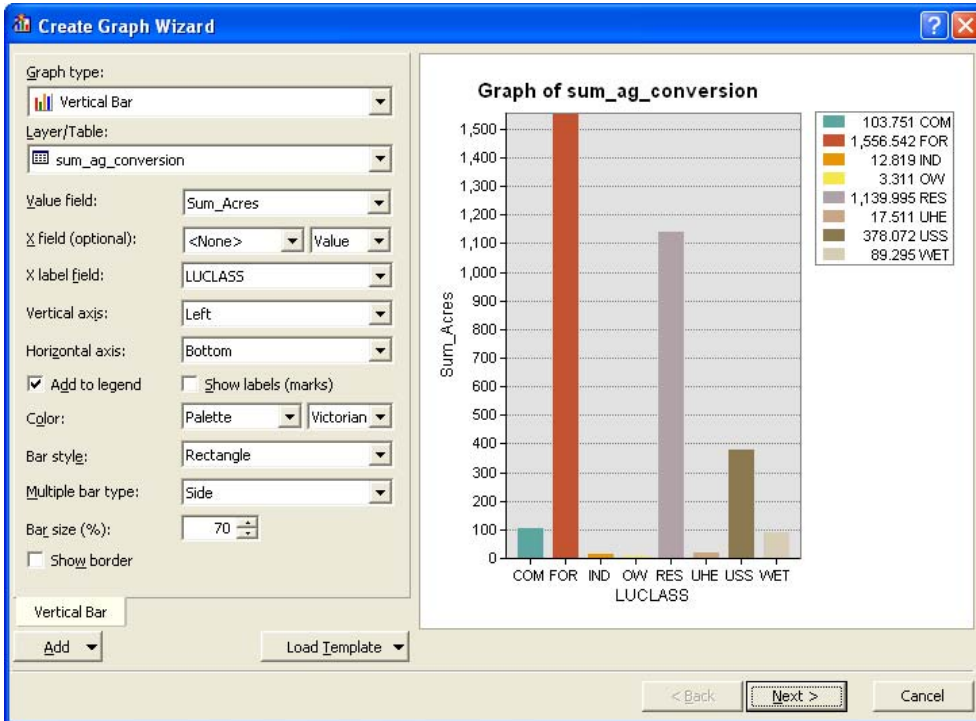 Create Graph Wizard
Graph type:
Vertical Bar
Layer/Table:
sum_ag_conversion
Value field:
Sum_Acres
X field (optional):
<None>
Value
X label field:
LUCLASS
Vertical axis:
Left
Horizontal axis:
Bottom
Add to legend
Show labels (marks)
Color:
Palette
Victorian
Bar style:
Rectangle
Multiple bar type:
Side
Bar size (%):
70
Show border
Vertical Bar
Add
Load Template
Graph of sum_ag_conversion
1,500
1,400
1,300
1,200
1,100
1,000
900
800
700
600
500
400
300
200
100
0
Sum_Acres
COM FOR IND OW RES UHE USS WET
LUCLASS
103.751 COM
1,556.542 FOR
12.819 IND
3.311 OW
1,139.995 RES
17.511 UHE
378.072 USS
89.295 WET
< Back
Next >
Cancel